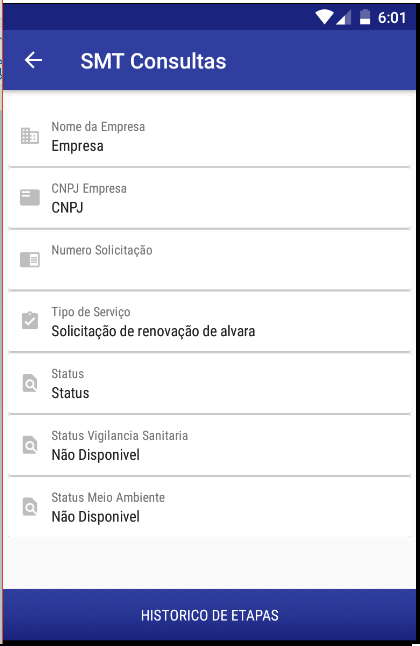 6:01
SMT Consultas
Nome da Empresa
Empresa
CNPJ Empresa
CNPJ
Numero Solicitação
Tipo de Serviço
Solicitação de renovação de alvara
Status
Status
Status Vigilancia Sanitaria
Não Disponivel
Status Meio Ambiente
Não Disponivel
HISTORICO DE ETAPAS